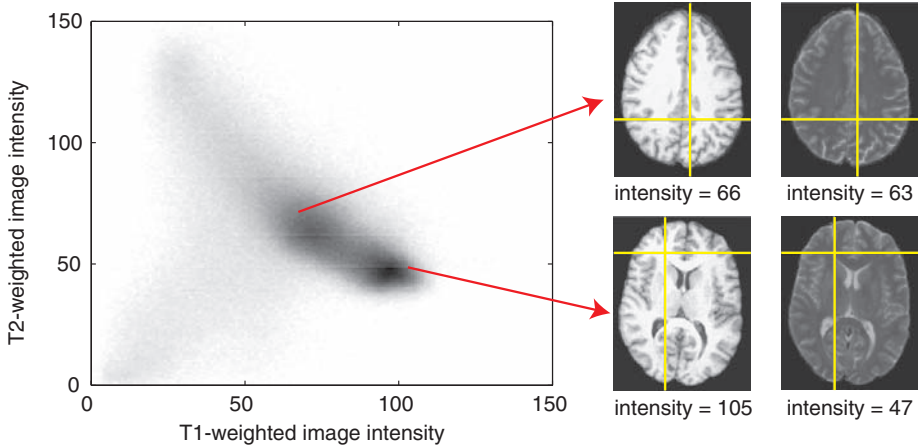 150
100
50
0
T2-weighted image intensity
0
50
100
150
T1-weighted image intensity
intensity = 66
intensity = 63
intensity = 105
intensity = 47